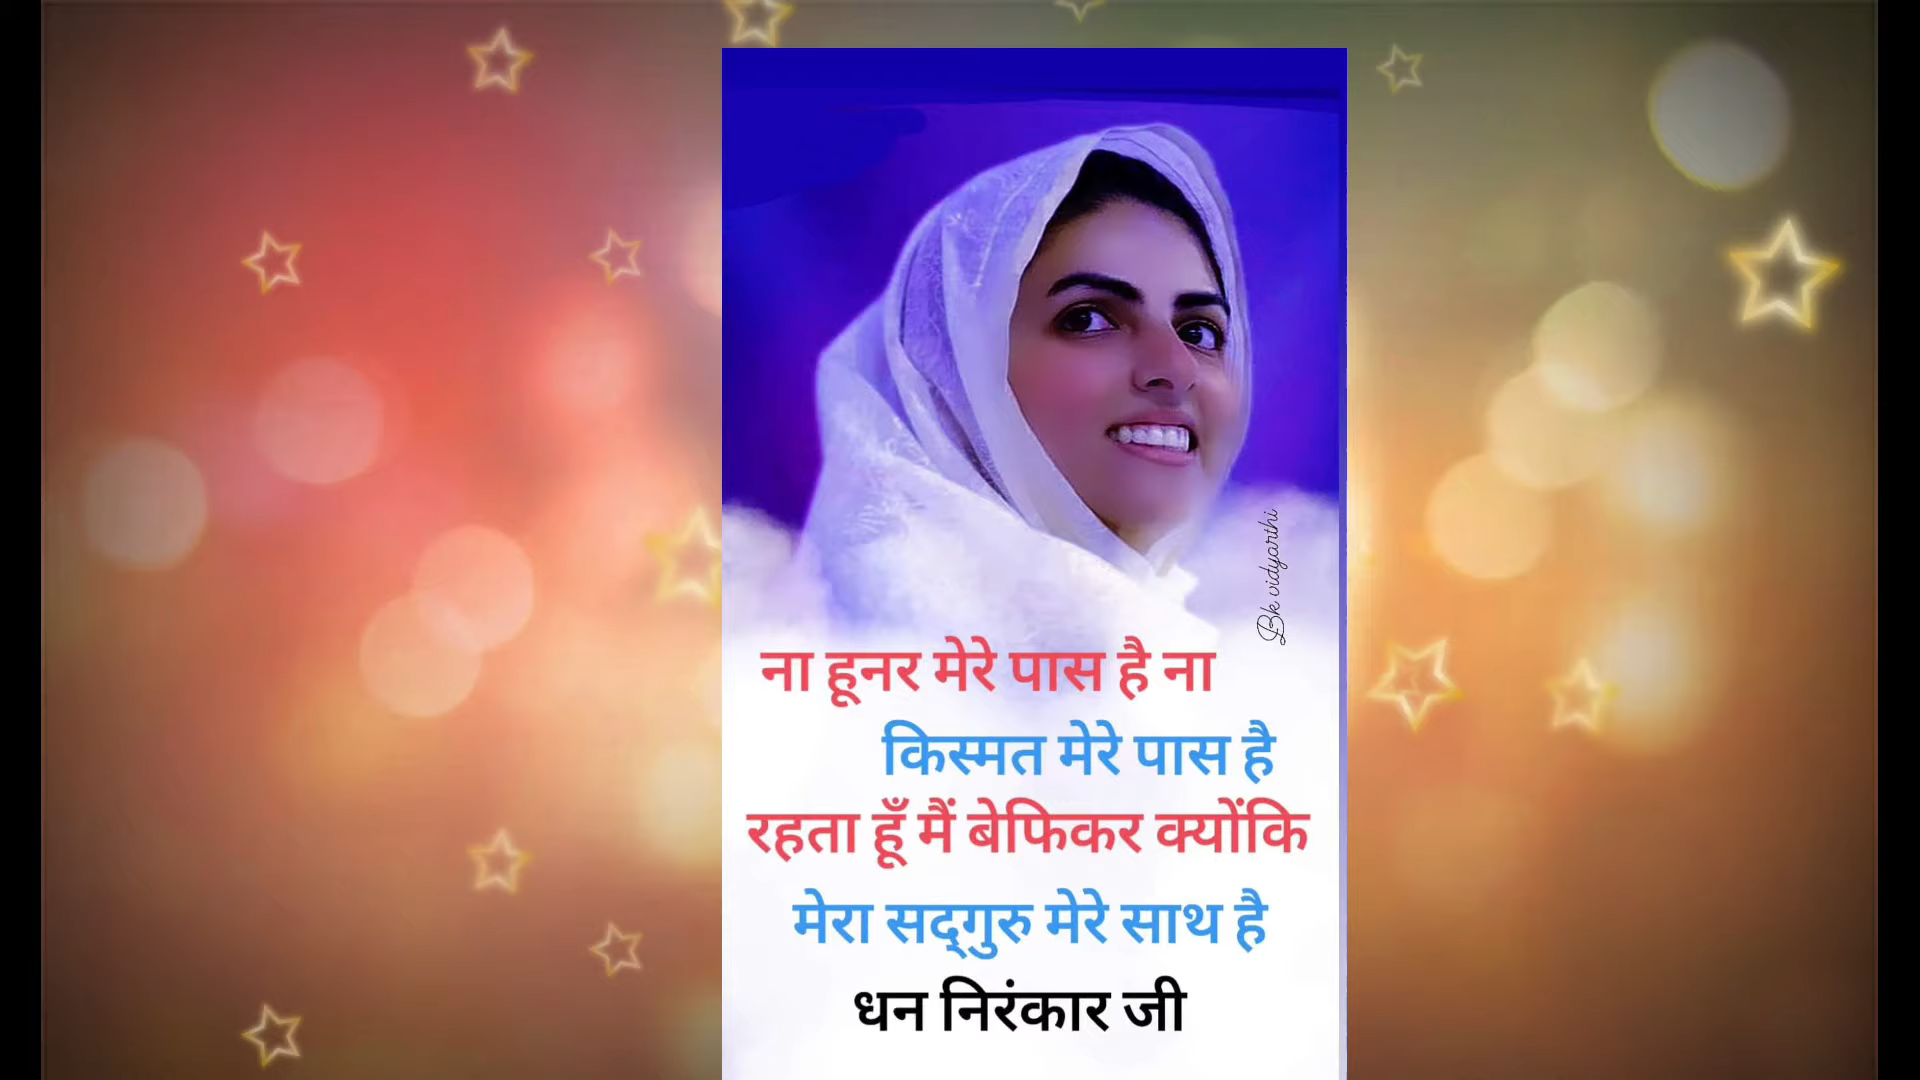 Bk vidyarthi
ना हूनर मेरे पास है ना
किस्मत मेरे पास है
रहता हूँ मैं बेफिकर क्योंकि
मेरा सद्गुरु मेरे साथ है
धन निरंकार जी